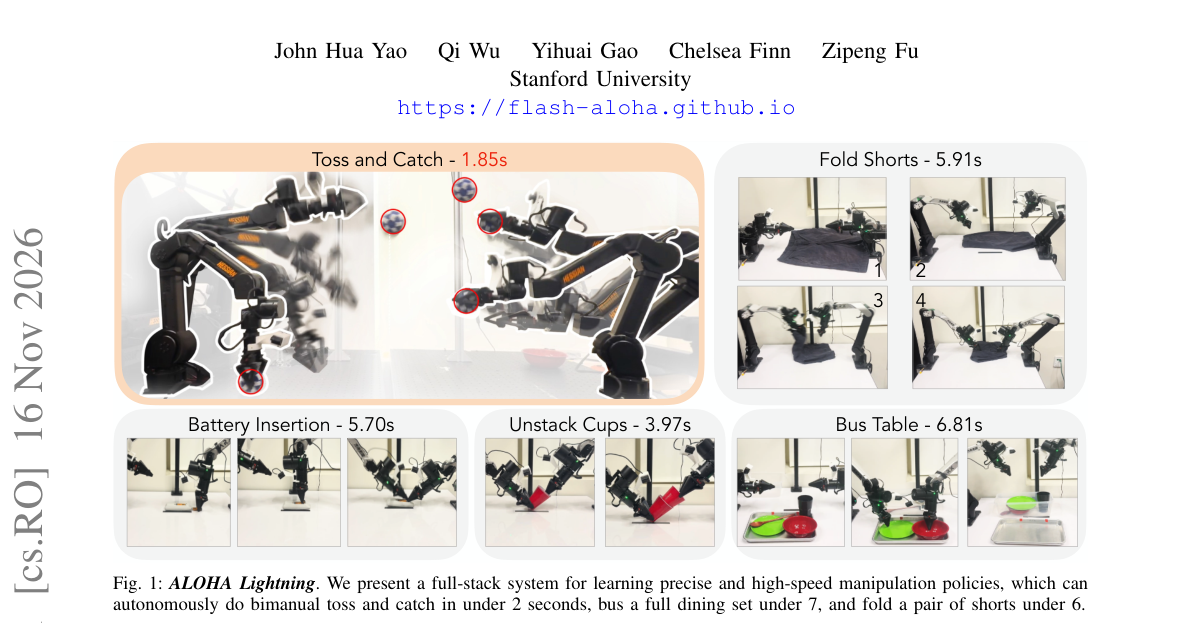 John Hua Yao Qi Wu Yihuai Gao Chelsea Finn Zipeng Fu
Stanford University
https://flash-aloha.github.io
[cs.RO] 16 Nov 2026
Toss and Catch - 1.85s
Fold Shorts - 5.91s
1
2
3
4
Battery Insertion - 5.70s
Unstack Cups - 3.97s
Bus Table - 6.81s
Fig. 1: ALOHA Lightning. We present a full-stack system for learning precise and high-speed manipulation policies, which can
autonomously do bimanual toss and catch in under 2 seconds, bus a full dining set under 7, and fold a pair of shorts under 6.